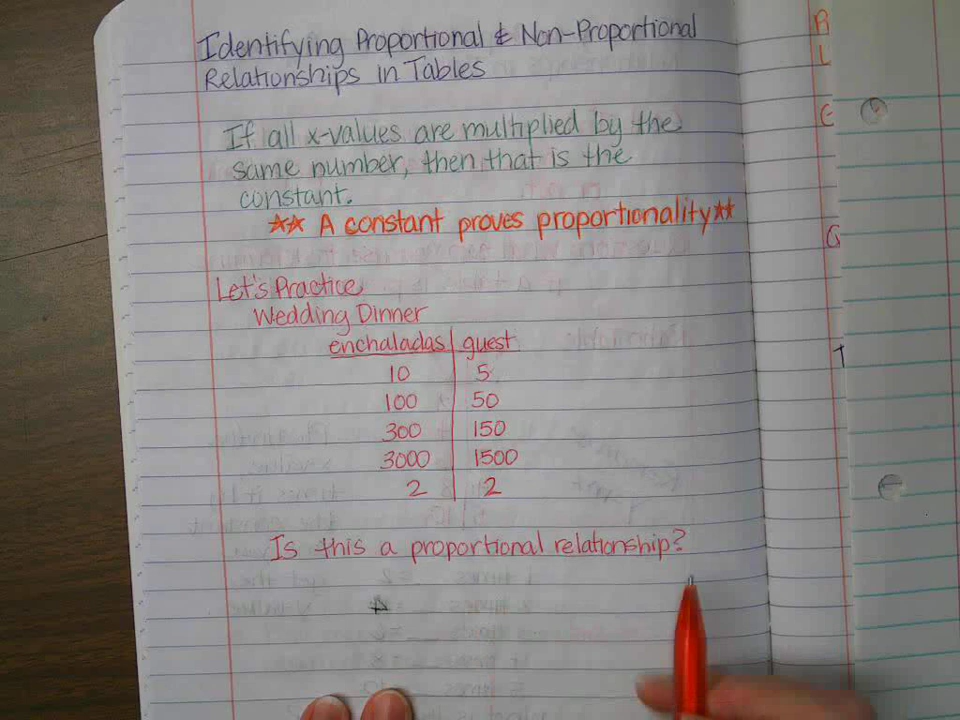 Identifying Proportional & Non-Proportional
Relationships in Tables
If all x-values are multiplied by the
same number, then that is the
constant.
** A constant proves proportionality**
Let's Practice
Wedding Dinner
enchaladas | guest
10 | 5
100 | 50
300 | 150
3000 | 1500
2 | 2
Is this a proportional relationship?
R
L
E
G
T